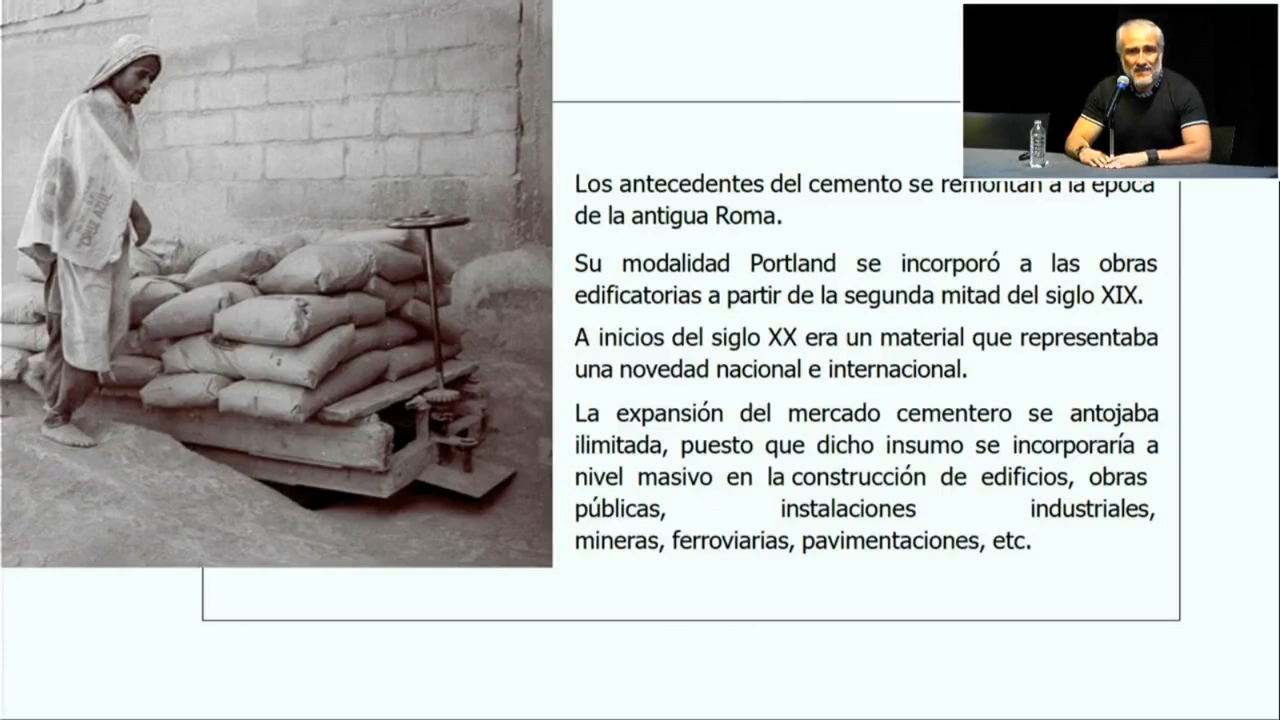 Los antecedentes del cemento se remontan a la época
de la antigua Roma.
Su modalidad Portland se incorporó a las obras
edificatorias a partir de la segunda mitad del siglo XIX.
A inicios del siglo XX era un material que representaba
una novedad nacional e internacional.
La expansión del mercado cementero se antojaba
ilimitada, puesto que dicho insumo se incorporaría a
nivel masivo en la construcción de edificios, obras
públicas, instalaciones industriales,
mineras, ferroviarias, pavimentaciones, etc.